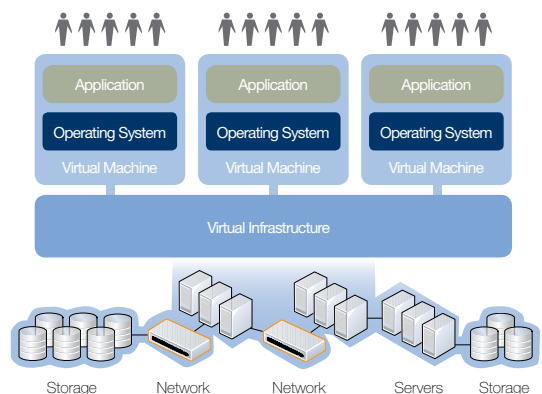 Application
Application
Application
Operating System
Operating System
Operating System
Virtual Machine
Virtual Machine
Virtual Machine
Virtual Infrastructure
Storage
Network
Network
Servers
Storage